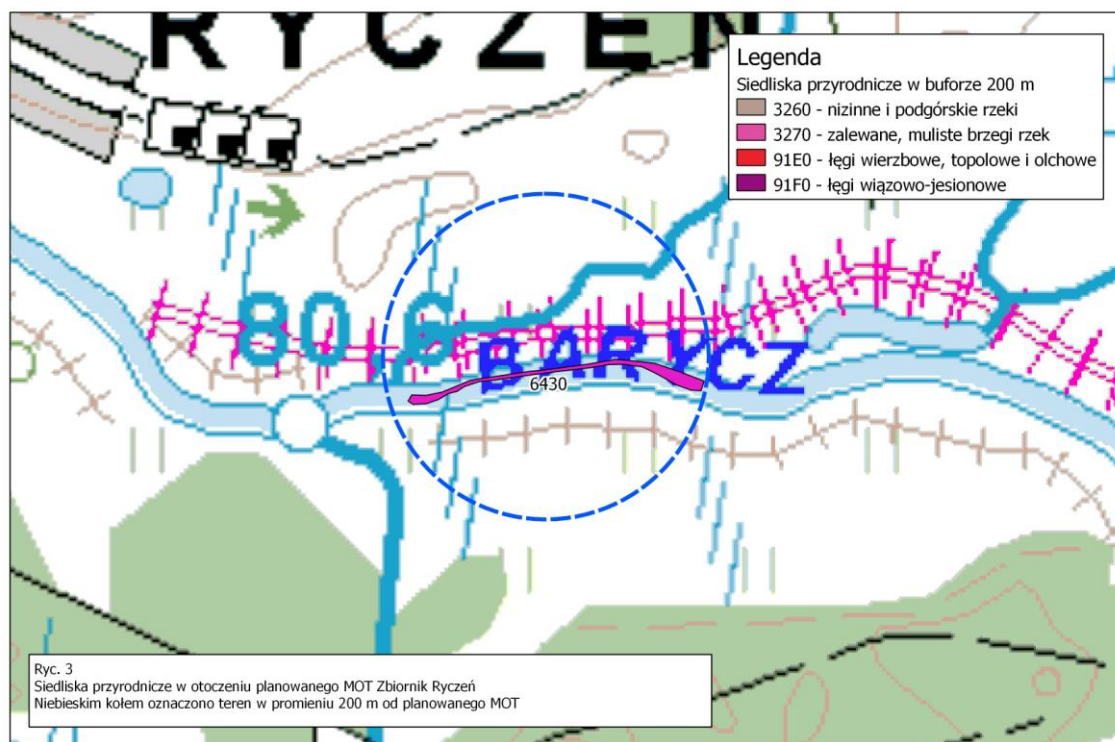 RYCZEŃ
Legenda
Siedliska przyrodnicze w buforze 200 m
3260 - nizinne i podgórskie rzeki
3270 - zalewane, muliste brzegi rzek
91E0 - łęgi wierzbowe, topolowe i olchowe
91F0 - łęgi wiązowo-jesionowe
80,6
BARYCZ
6430
Ryc. 3
Siedliska przyrodnicze w otoczeniu planowanego MOT Zbiornik Ryczeń
Niebieskim kołem oznaczono teren w promieniu 200 m od planowanego MOT